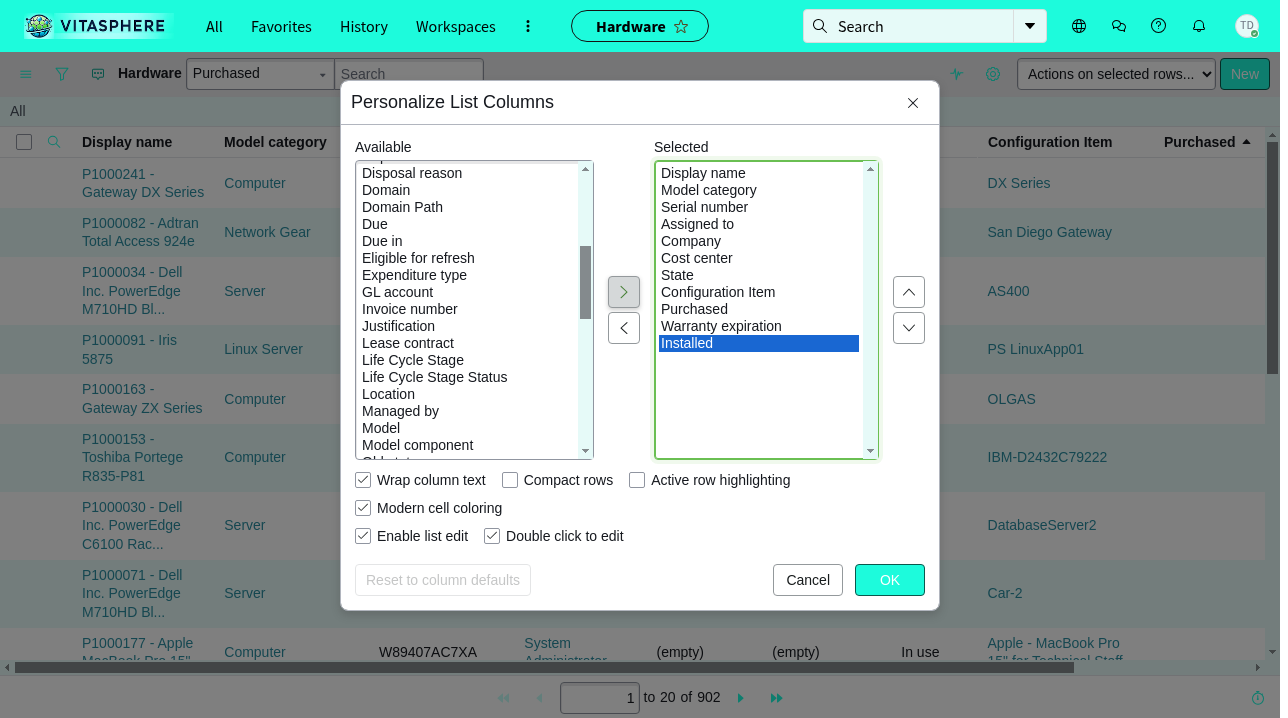 VITASPHERE
All
Favorites
History
Workspaces
Hardware
Search
TD
Hardware
Purchased
Search
Actions on selected rows...
New
All
Display name
Model category
Configuration Item
Purchased
P1000241 -
Gateway DX Series
Computer
DX Series
P1000082 - Adtran
Total Access 924e
Network Gear
San Diego Gateway
P1000034 - Dell
Inc. PowerEdge
M710HD Bl...
Server
AS400
P1000091 - Iris
5875
Linux Server
PS LinuxApp01
P1000163 -
Gateway ZX Series
Computer
OLGAS
P1000153 -
Toshiba Portege
R835-P81
Computer
IBM-D2432C79222
P1000030 - Dell
Inc. PowerEdge
C6100 Rac...
Server
DatabaseServer2
P1000071 - Dell
Inc. PowerEdge
M710HD Bl...
Server
Car-2
P1000177 - Apple
MacBook Pro 15"
Computer
W89407AC7XA
System
Administrator
(empty)
(empty)
In use
Apple - MacBook Pro
15" for Technical Staff
Personalize List Columns
Available
Disposal reason
Domain
Domain Path
Due
Due in
Eligible for refresh
Expenditure type
GL account
Invoice number
Justification
Lease contract
Life Cycle Stage
Life Cycle Stage Status
Location
Managed by
Model
Model component
Selected
Display name
Model category
Serial number
Assigned to
Company
Cost center
State
Configuration Item
Purchased
Warranty expiration
Installed
Wrap column text
Compact rows
Active row highlighting
Modern cell coloring
Enable list edit
Double click to edit
Reset to column defaults
Cancel
OK
1 to 20 of 902